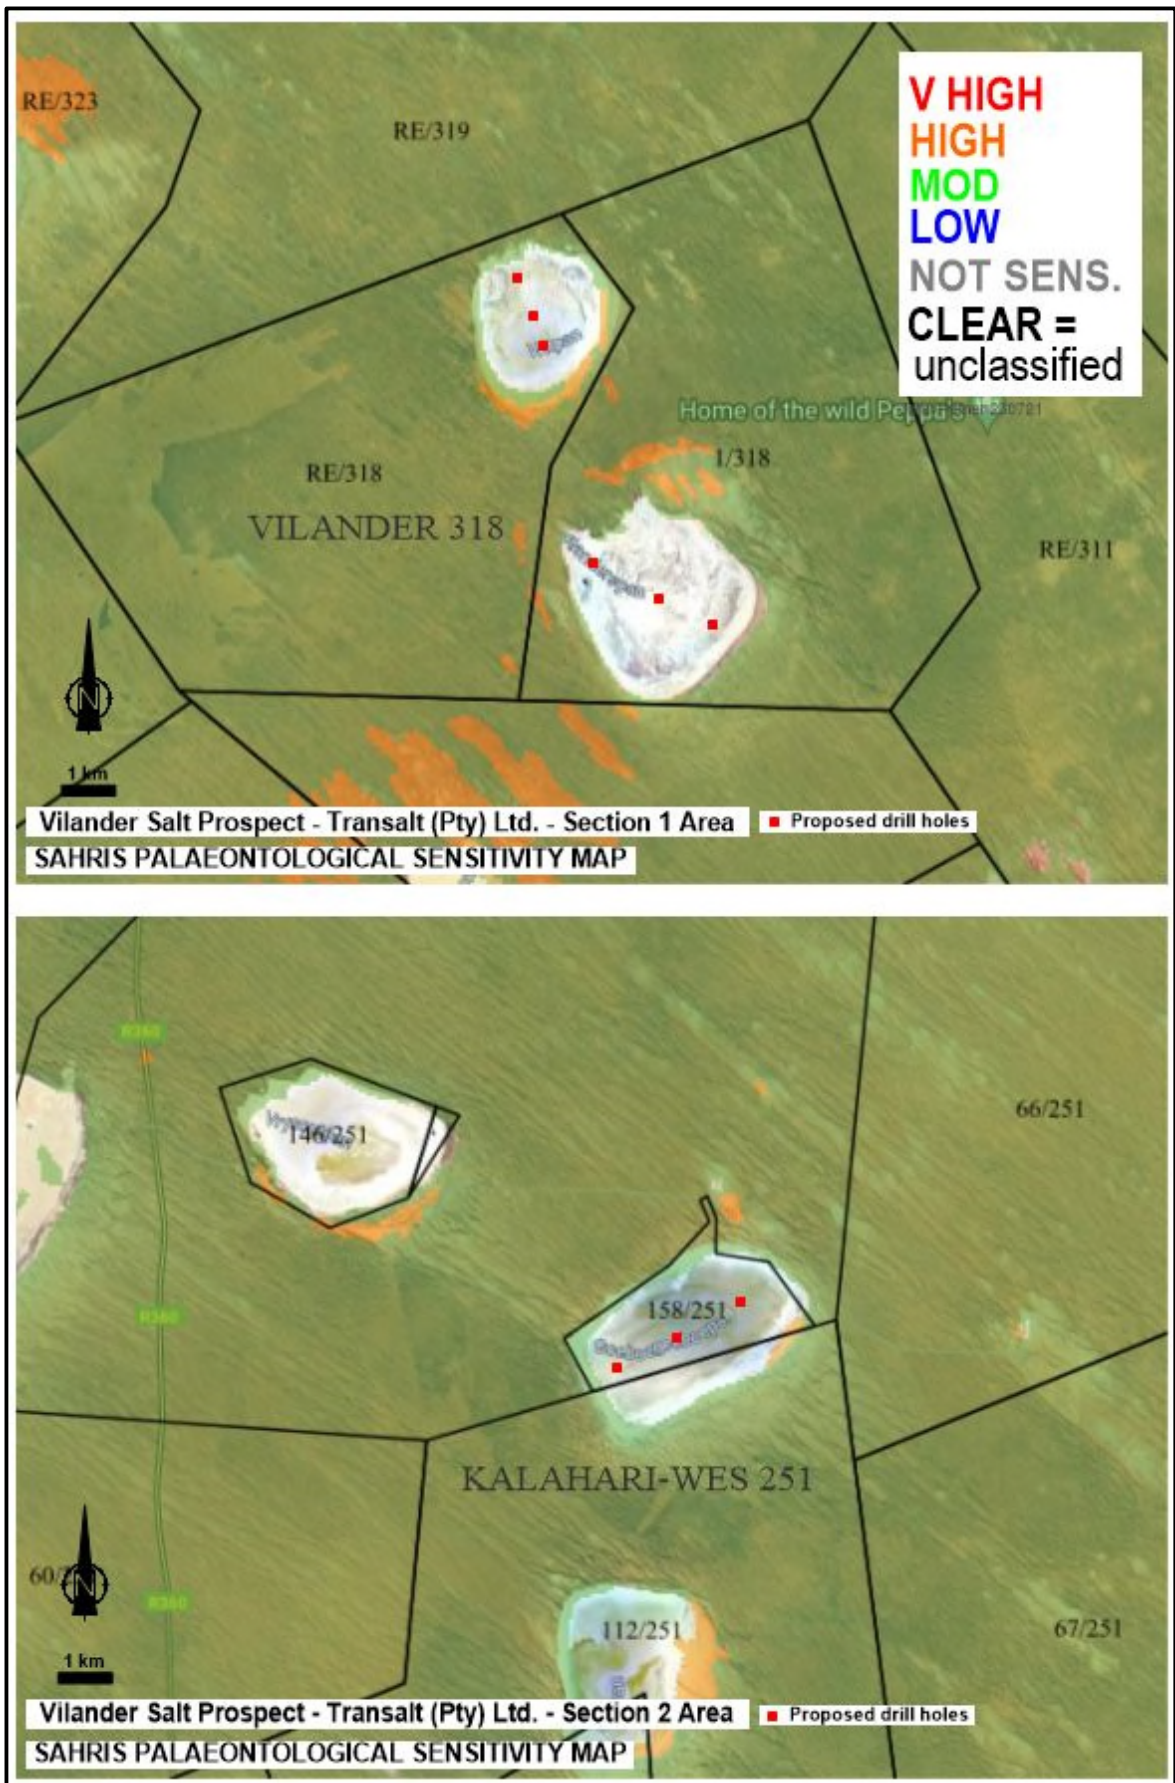 RE/323
RE/319
V HIGH
HIGH
MOD
LOW
NOT SENS.
CLEAR =
unclassified
Home of the wild Peppa's
1/318
RE/318
VILANDER 318
RE/311
N
1 km
Vilander Salt Prospect - Transalt (Pty) Ltd. - Section 1 Area
Proposed drill holes
SAHRIS PALAEONTOLOGICAL SENSITIVITY MAP
R360
146/251
66/251
158/251
R360
KALAHARI-WES 251
N
R360
112/251
67/251
1 km
Vilander Salt Prospect - Transalt (Pty) Ltd. - Section 2 Area
Proposed drill holes
SAHRIS PALAEONTOLOGICAL SENSITIVITY MAP